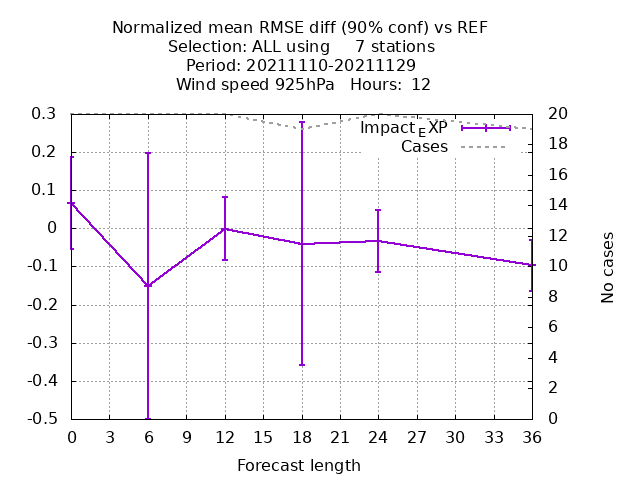 Normalized mean RMSE diff (90% conf) vs REF
Selection: ALL using     7 stations
Period: 20211110-20211129
Wind speed 925hPa   Hours:  12
0.3
0.2
0.1
0
-0.1
-0.2
-0.3
-0.4
-0.5
Impact_EXP
Cases
20
18
16
14
12
10
8
6
4
2
0
No cases
0 3 6 9 12 15 18 21 24 27 30 33 36
Forecast length